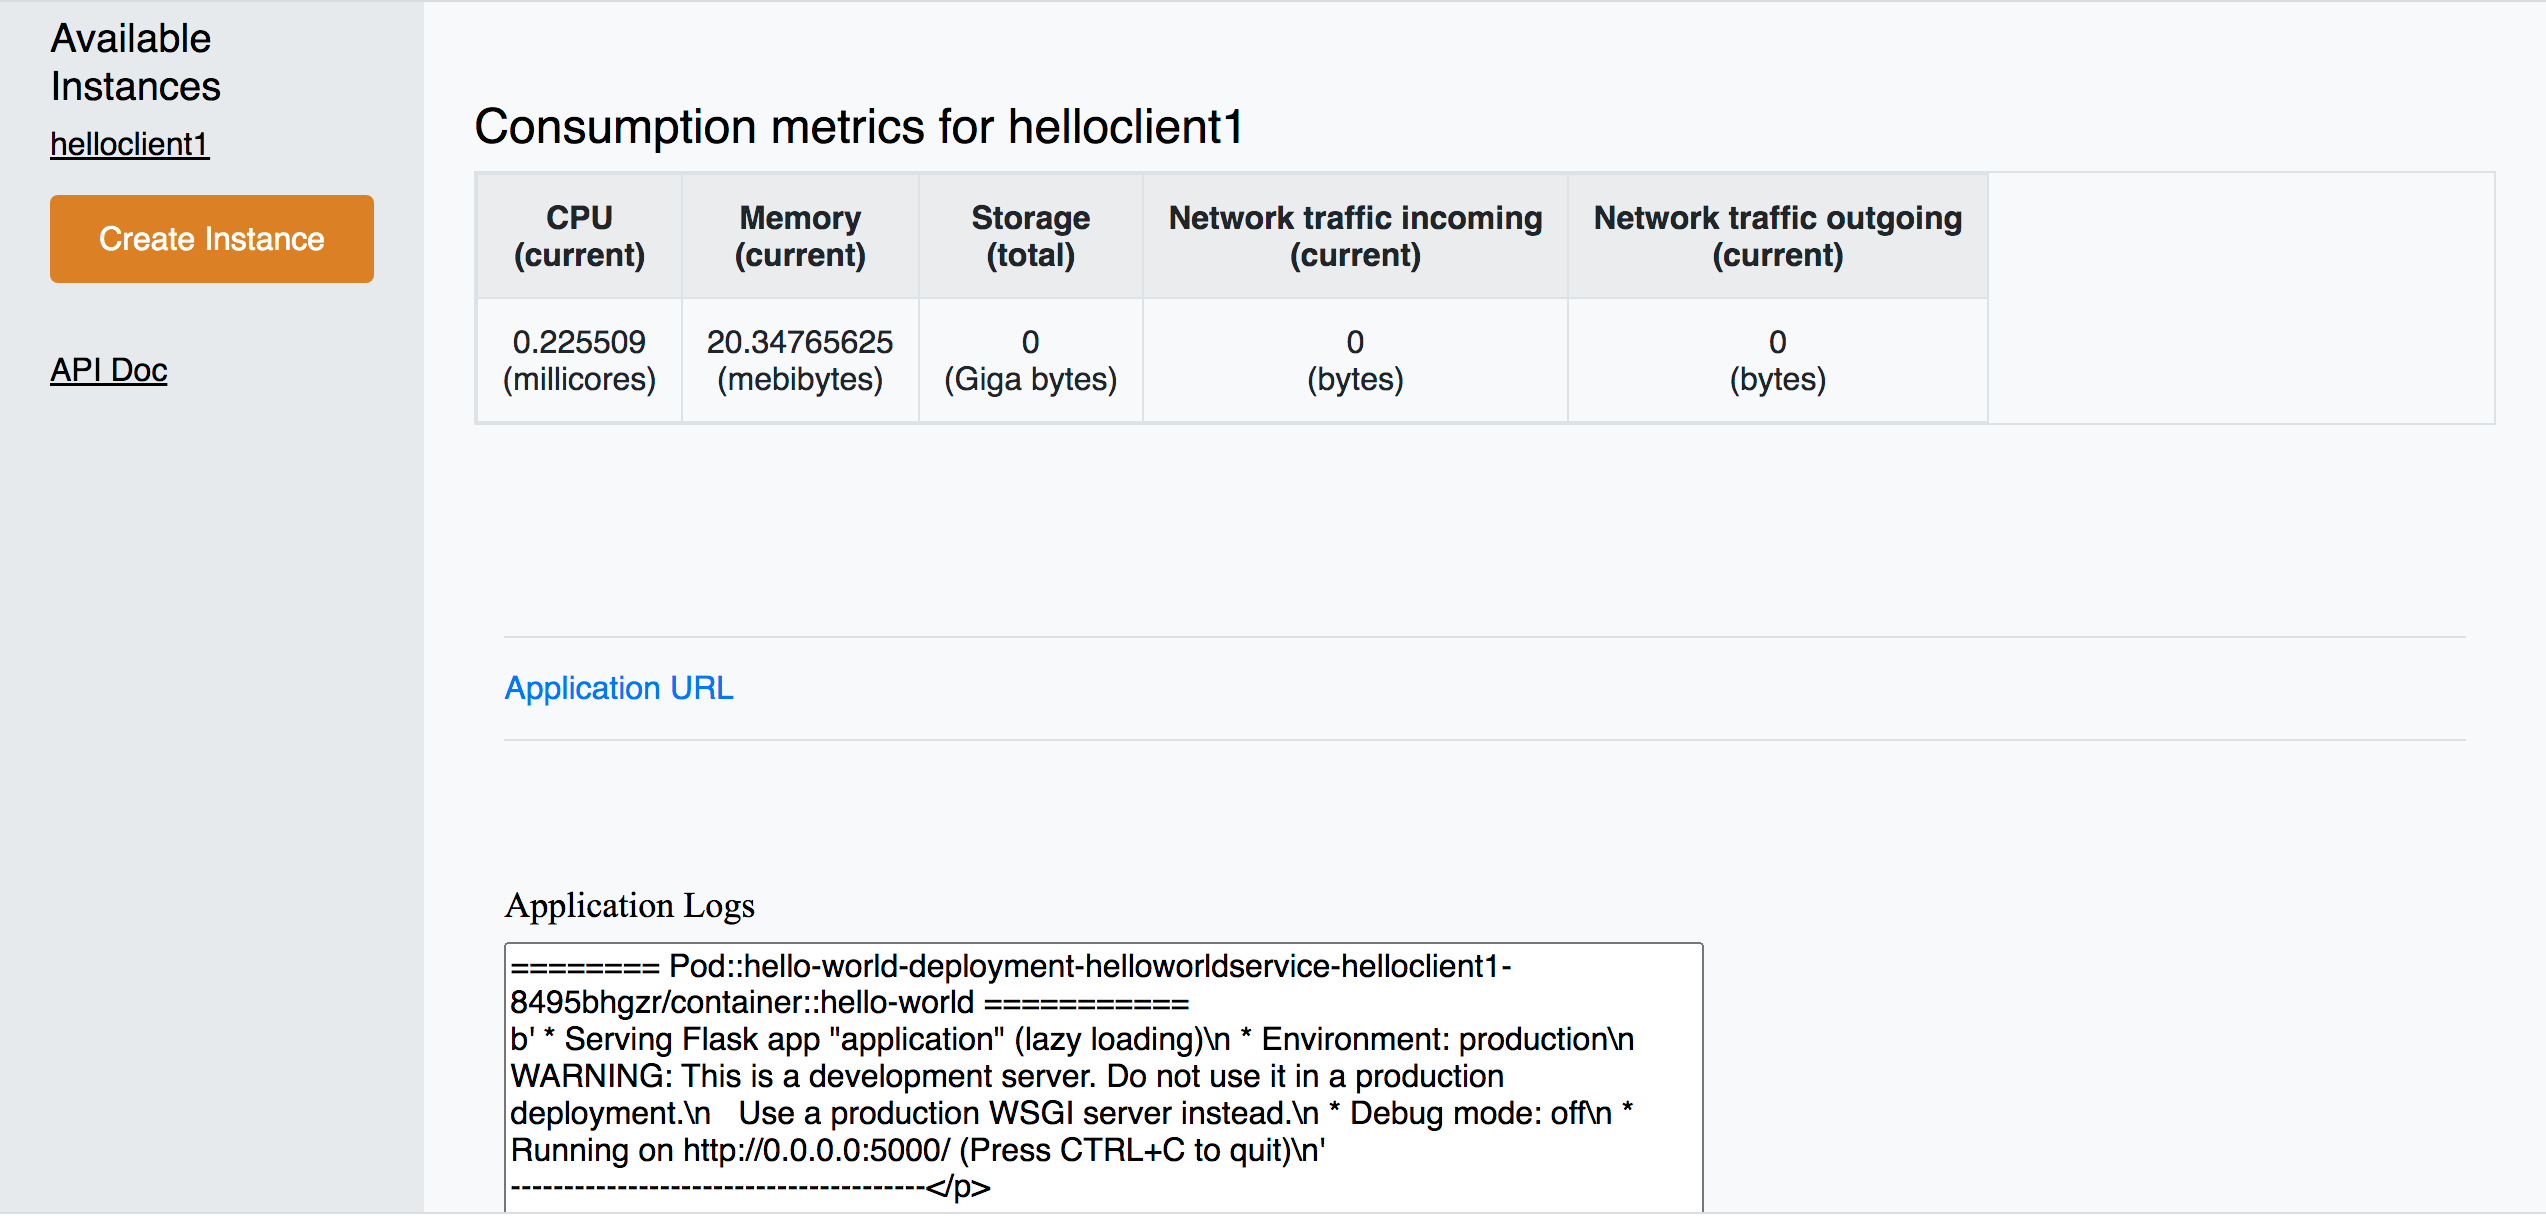 Available
Instances
helloclient1
Create Instance
API Doc
Consumption metrics for helloclient1
CPU
(current)
Memory
(current)
Storage
(total)
Network traffic incoming
(current)
Network traffic outgoing
(current)
0.225509
(millicores)
20.34765625
(mebibytes)
0
(Giga bytes)
0
(bytes)
0
(bytes)
Application URL
Application Logs
======== Pod::hello-world-deployment-helloworldservice-helloclient1-
8495bhgzr/container::hello-world ===========
b' * Serving Flask app "application" (lazy loading)\n * Environment: production\n
WARNING: This is a development server. Do not use it in a production
deployment.\n   Use a production WSGI server instead.\n * Debug mode: off\n *
Running on http://0.0.0.0:5000/ (Press CTRL+C to quit)\n'
---------------------------------------</p>